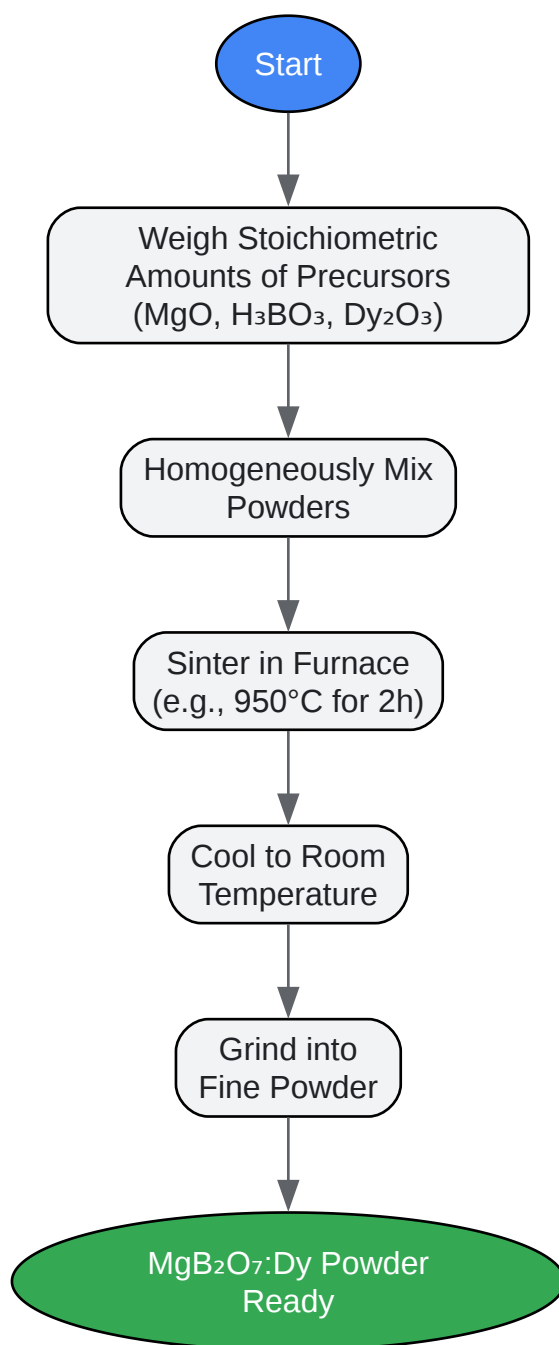 Start
Weigh Stoichiometric
Amounts of Precursors
(MgO, H₃BO₃, Dy₂O₃)
Homogeneously Mix
Powders
Sinter in Furnace
(e.g., 950°C for 2h)
Cool to Room
Temperature
Grind into
Fine Powder
MgB₂O₇:Dy Powder
Ready